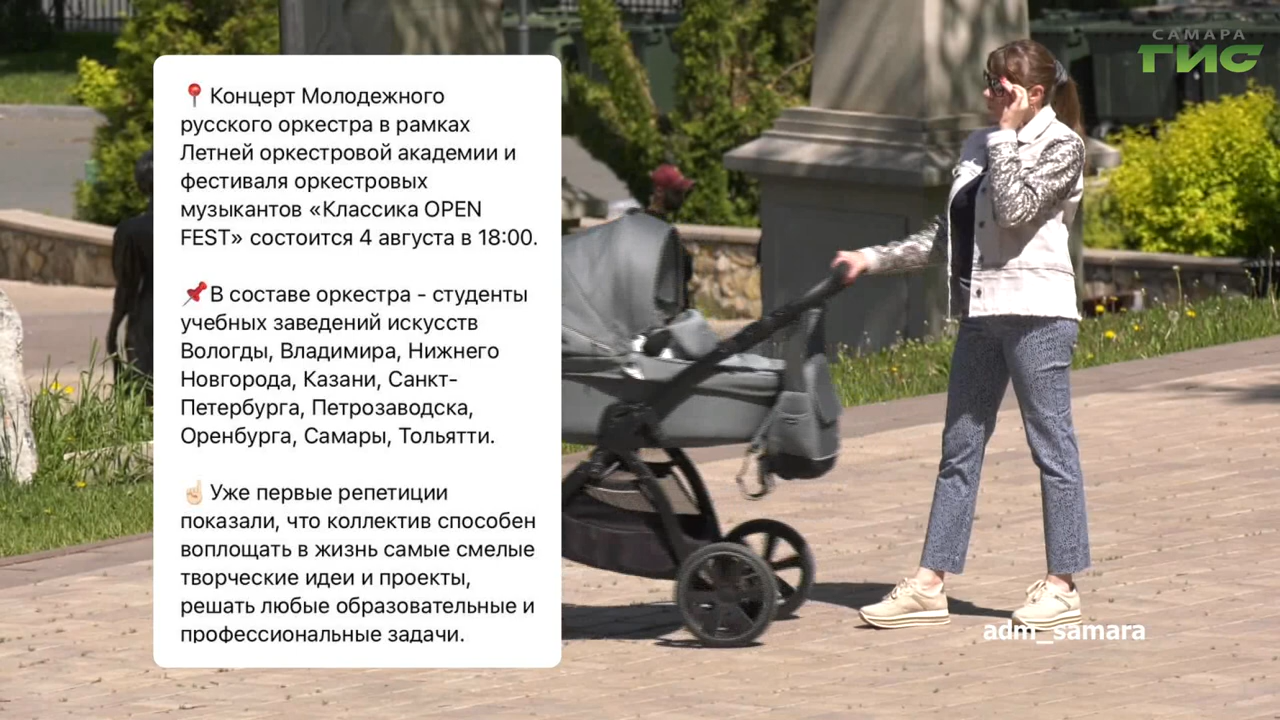 САМАРА
ГИС
📍Концерт Молодежного
русского оркестра в рамках
Летней оркестровой академии и
фестиваля оркестровых
музыкантов «Классика OPEN
FEST» состоится 4 августа в 18:00.
📌В составе оркестра - студенты
учебных заведений искусств
Вологды, Владимира, Нижнего
Новгорода, Казани, Санкт-
Петербурга, Петрозаводска,
Оренбурга, Самары, Тольятти.
☝🏻Уже первые репетиции
показали, что коллектив способен
воплощать в жизнь самые смелые
творческие идеи и проекты,
решать любые образовательные и
профессиональные задачи.
adm_samara